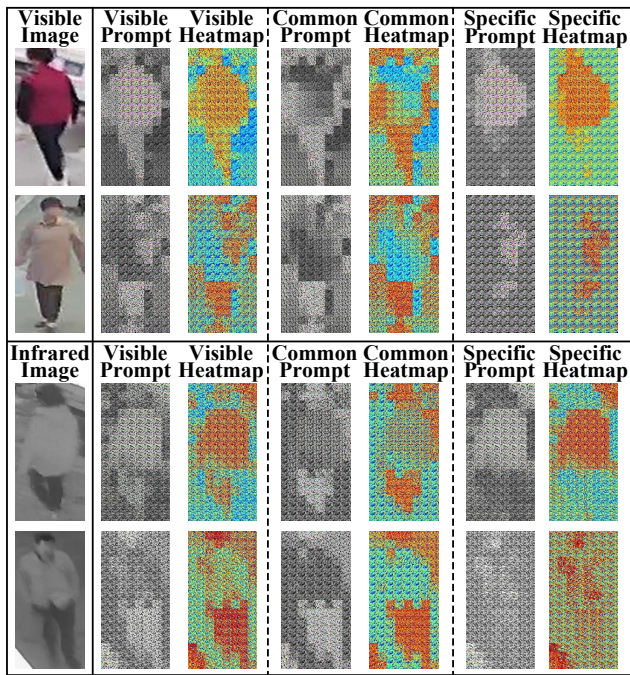 Visible Image
Visible Prompt
Visible Heatmap
Common Prompt
Common Heatmap
Specific Prompt
Specific Heatmap
Infrared Image
Visible Prompt
Visible Heatmap
Common Prompt
Common Heatmap
Specific Prompt
Specific Heatmap